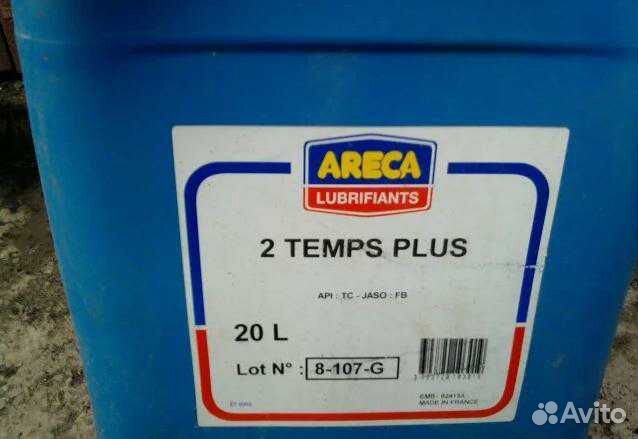 ARECA
LUBRIFIANTS
2 TEMPS PLUS
API : TC - JASO : FB
20 L
Lot N° : 8-107-G
MADE IN FRANCE
Avito